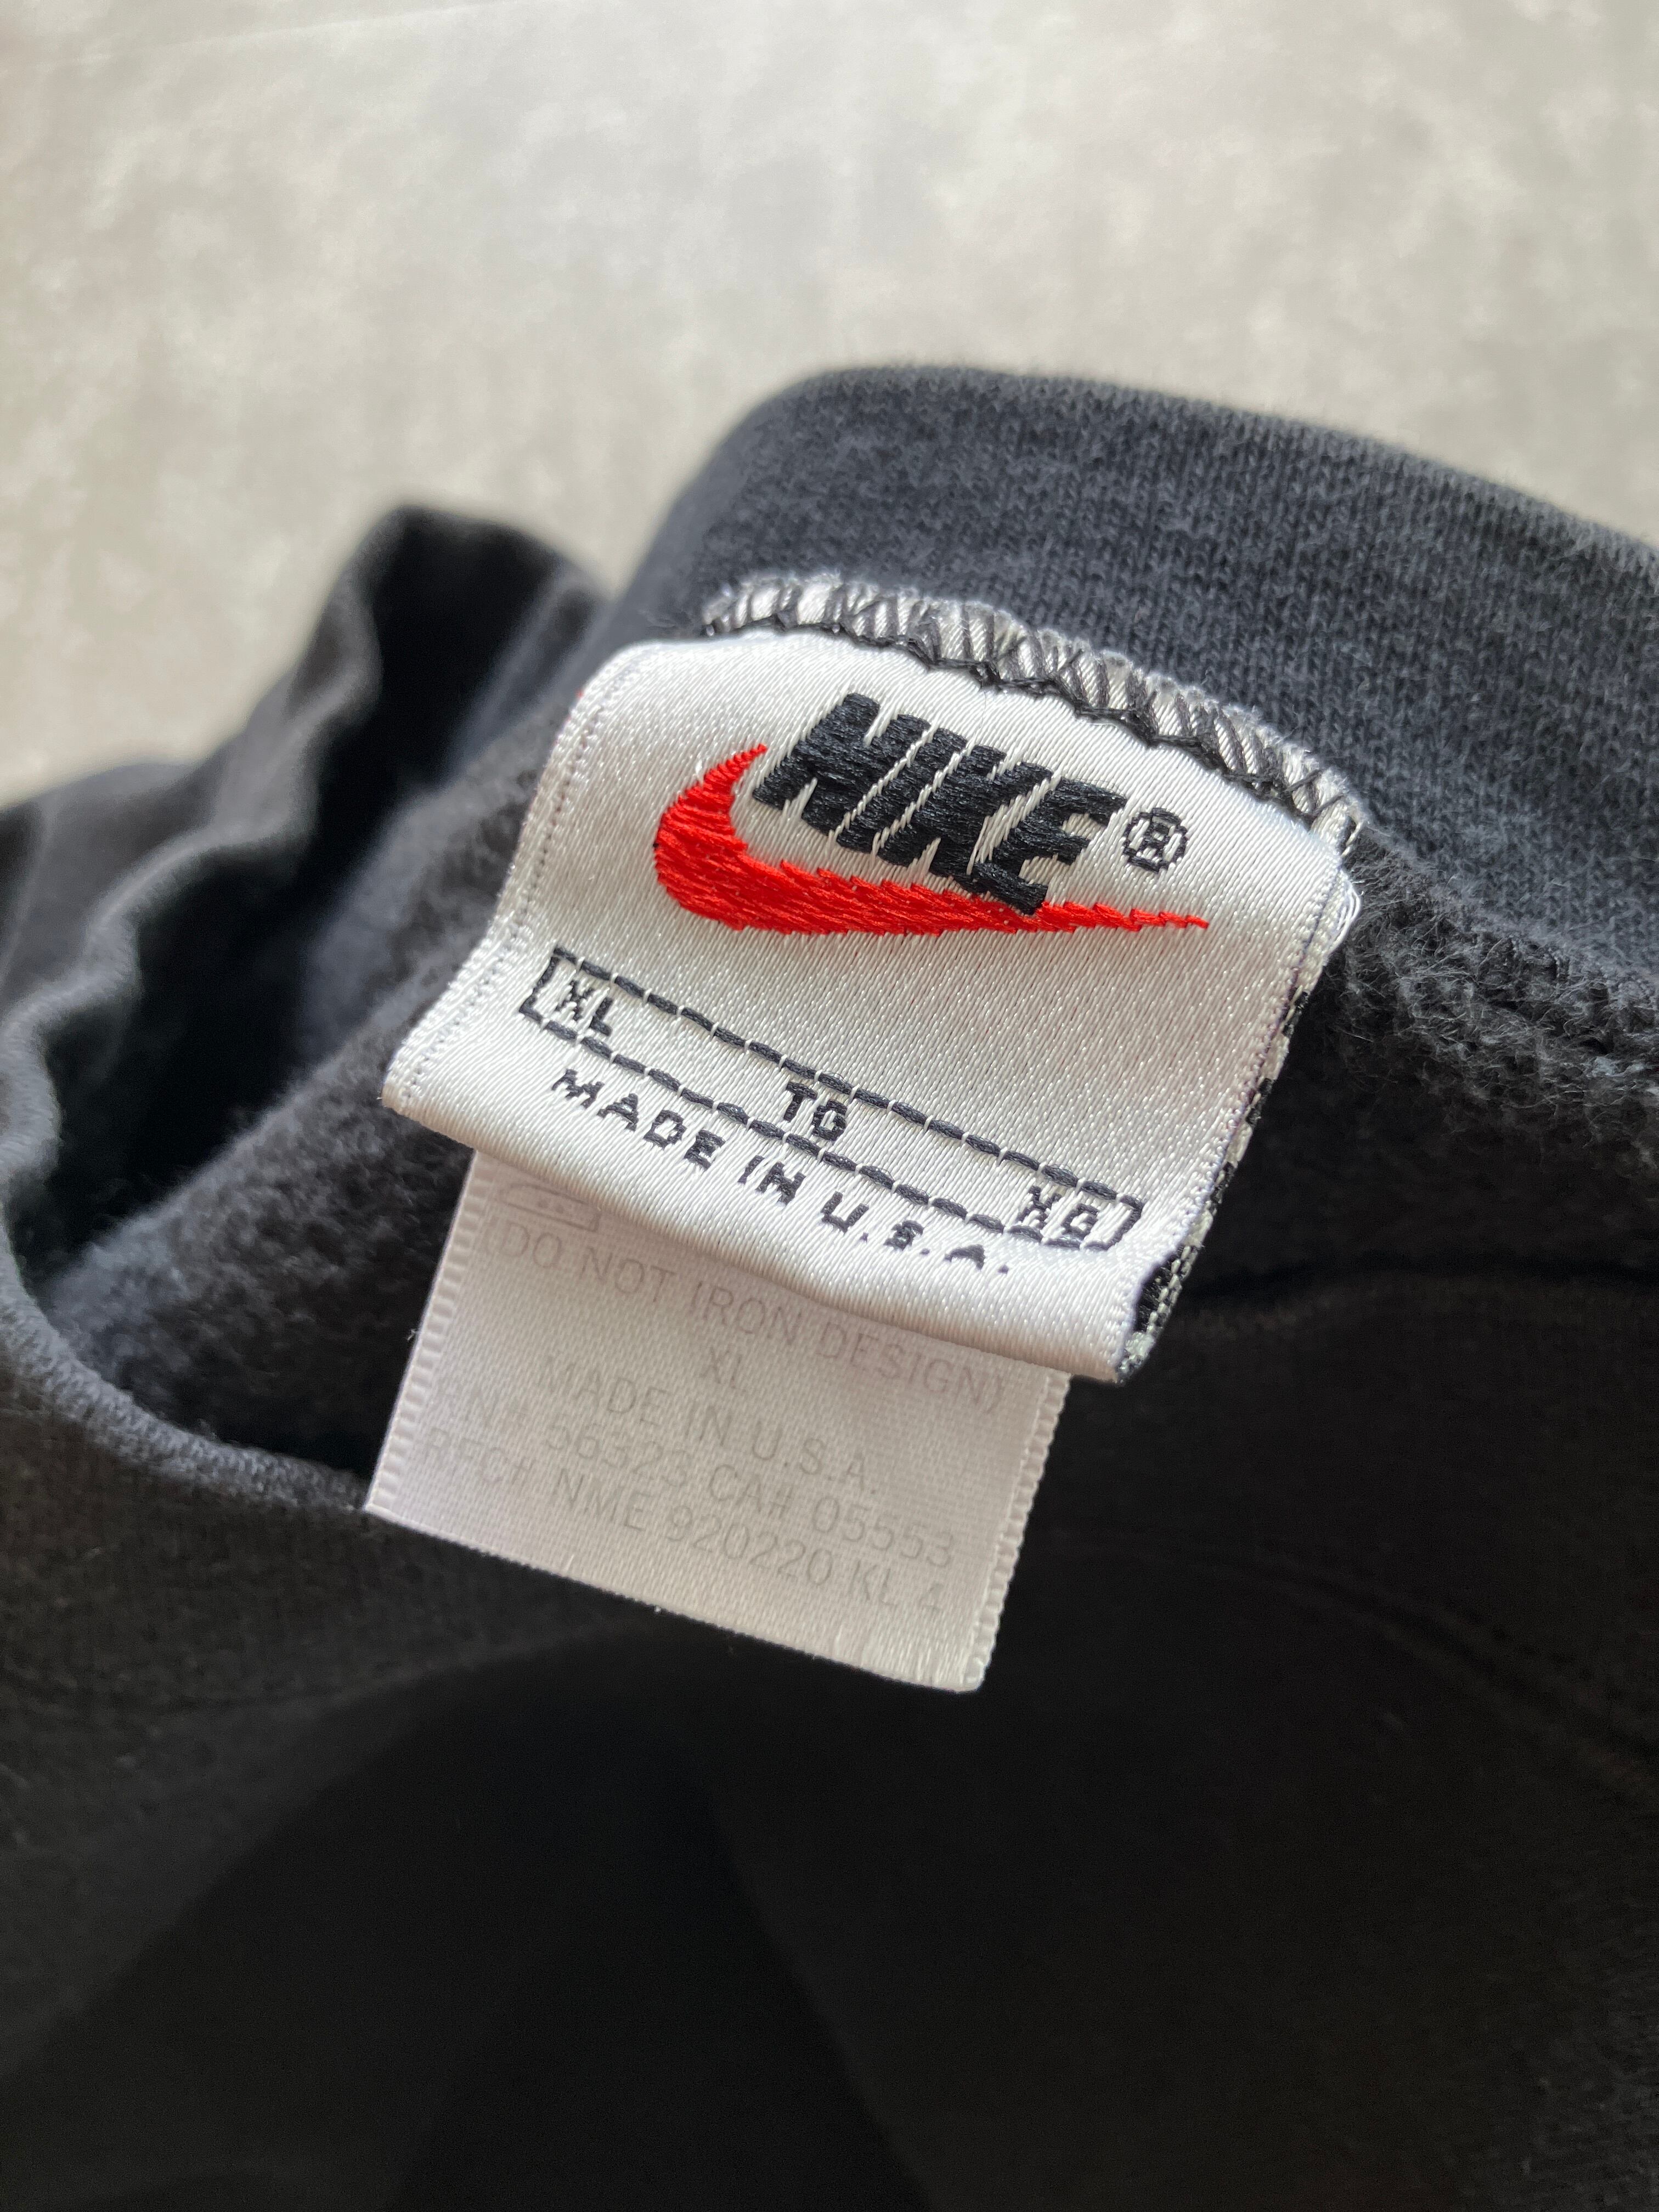 NIKE®
XL TG XG
MADE IN U.S.A.
(DO NOT IRON DESIGN)
XL
MADE IN U.S.A.
RN# 56323 CA# 05553
RFC# NME 920220 KL 4